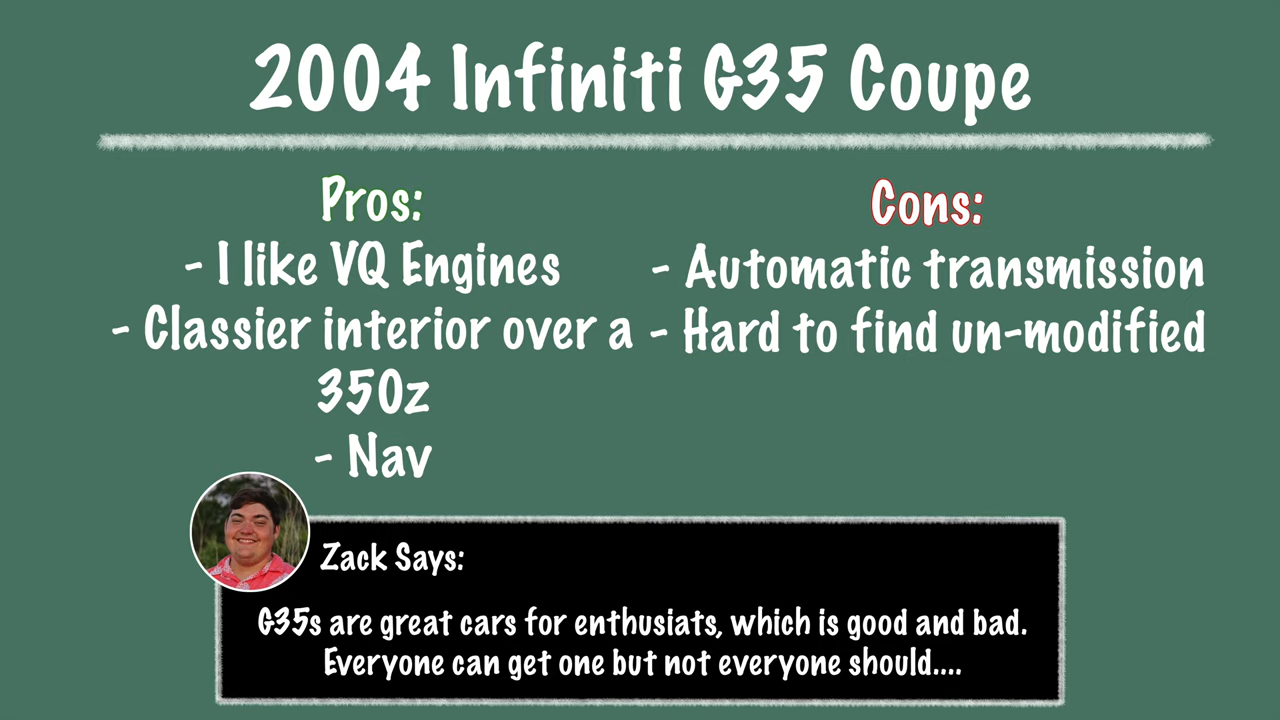 2004 Infiniti G35 Coupe
Pros:
- I like VQ Engines
- Classier interior over a
350z
- Nav
Cons:
- Automatic transmission
- Hard to find un-modified
Zack Says:
G35s are great cars for enthusiats, which is good and bad.
Everyone can get one but not everyone should....